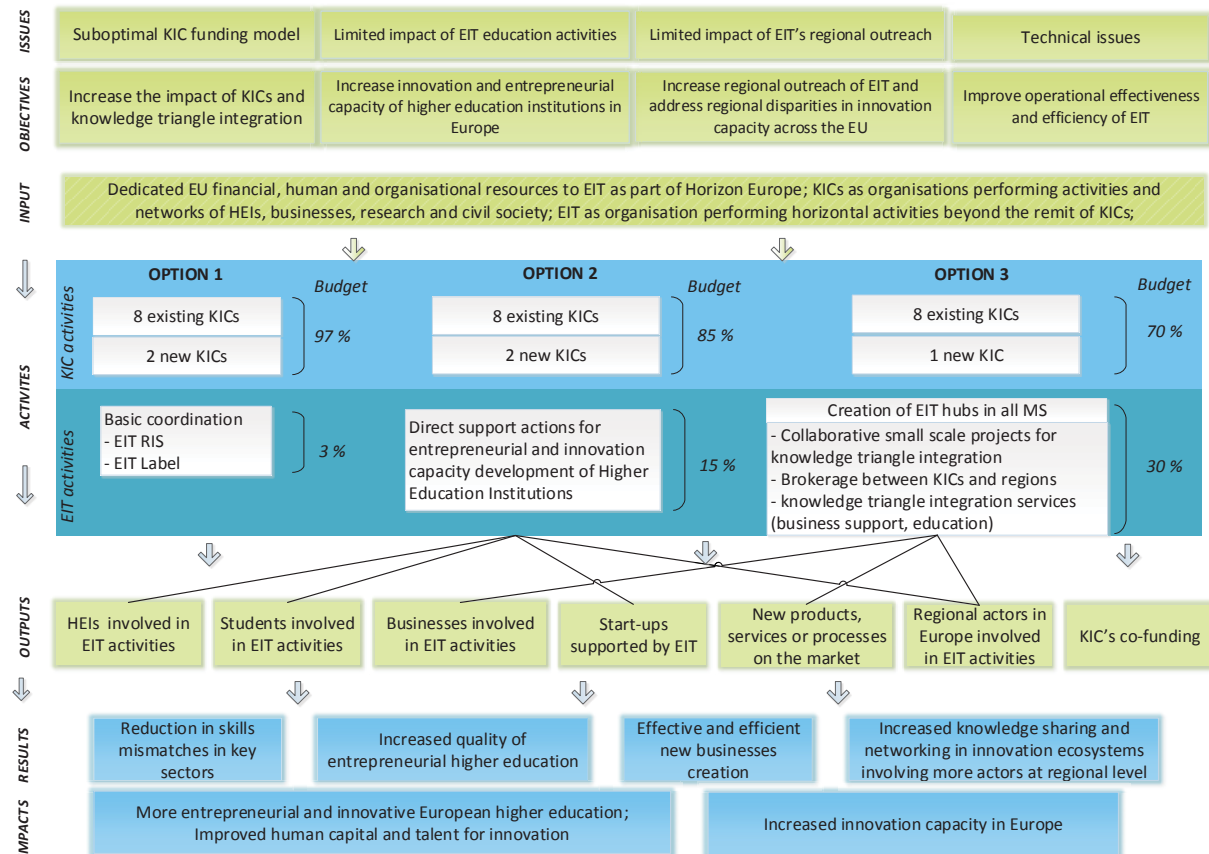 ISSUES
Suboptimal KIC funding model
Limited impact of EIT education activities
Limited impact of EIT's regional outreach
Technical issues
OBJECTIVES
Increase the impact of KICs and
knowledge triangle integration
Increase innovation and entrepreneurial
capacity of higher education institutions in
Europe
Increase regional outreach of EIT and
address regional disparities in innovation
capacity across the EU
Improve operational effectiveness
and efficiency of EIT
INPUT
Dedicated EU financial, human and organisational resources to EIT as part of Horizon Europe; KICs as organisations performing activities and
networks of HEIs, businesses, research and civil society; EIT as organisation performing horizontal activities beyond the remit of KICs;
ACTIVITES
KIC activities
OPTION 1
Budget
8 existing KICs
2 new KICs
97 %
OPTION 2
Budget
8 existing KICs
2 new KICs
85 %
OPTION 3
Budget
8 existing KICs
1 new KIC
70 %
EIT activities
Basic coordination
- EIT RIS
- EIT Label
3 %
Direct support actions for
entrepreneurial and innovation
capacity development of Higher
Education Institutions
15 %
Creation of EIT hubs in all MS
- Collaborative small scale projects for
knowledge triangle integration
- Brokerage between KICs and regions
- knowledge triangle integration services
(business support, education)
30 %
OUTPUTS
HEIs involved in
EIT activities
Students involved
in EIT activities
Businesses involved
in EIT activities
Start-ups
supported by EIT
New products,
services or processes
on the market
Regional actors in
Europe involved
in EIT activities
KIC's co-funding
RESULTS
Reduction in skills
mismatches in key
sectors
Increased quality of
entrepreneurial higher education
Effective and efficient
new businesses
creation
Increased knowledge sharing and
networking in innovation ecosystems
involving more actors at regional level
MPACTS
More entrepreneurial and innovative European higher education;
Improved human capital and talent for innovation
Increased innovation capacity in Europe